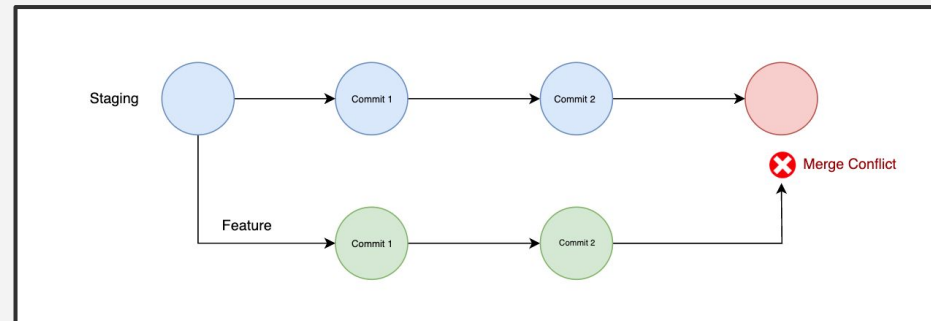 Staging
Commit 1
Commit 2
Merge Conflict
Feature
Commit 1
Commit 2